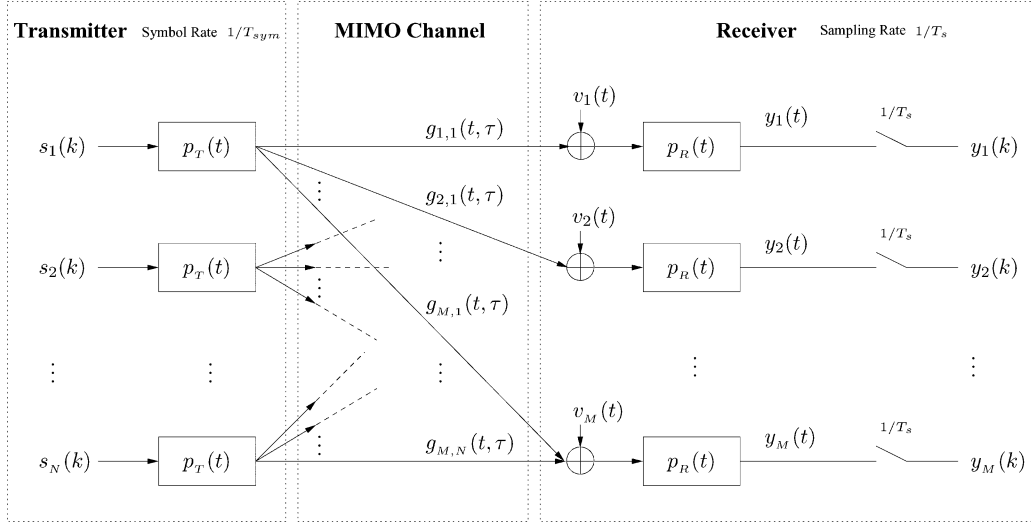 Transmitter Symbol Rate 1/T_{sym} MIMO Channel Receiver Sampling Rate 1/T_s
v_1(t)
s_1(k) p_T(t) g_{1,1}(t, τ) p_R(t) y_1(t) 1/T_s y_1(k)
⋮
g_{2,1}(t, τ) v_2(t)
s_2(k) p_T(t) ⋮ ⋮ p_R(t) y_2(t) 1/T_s y_2(k)
g_{M,1}(t, τ)
⋮ ⋮ ⋮ ⋮ ⋮
v_M(t)
s_N(k) p_T(t) ⋮ g_{M,N}(t, τ) p_R(t) y_M(t) 1/T_s y_M(k)